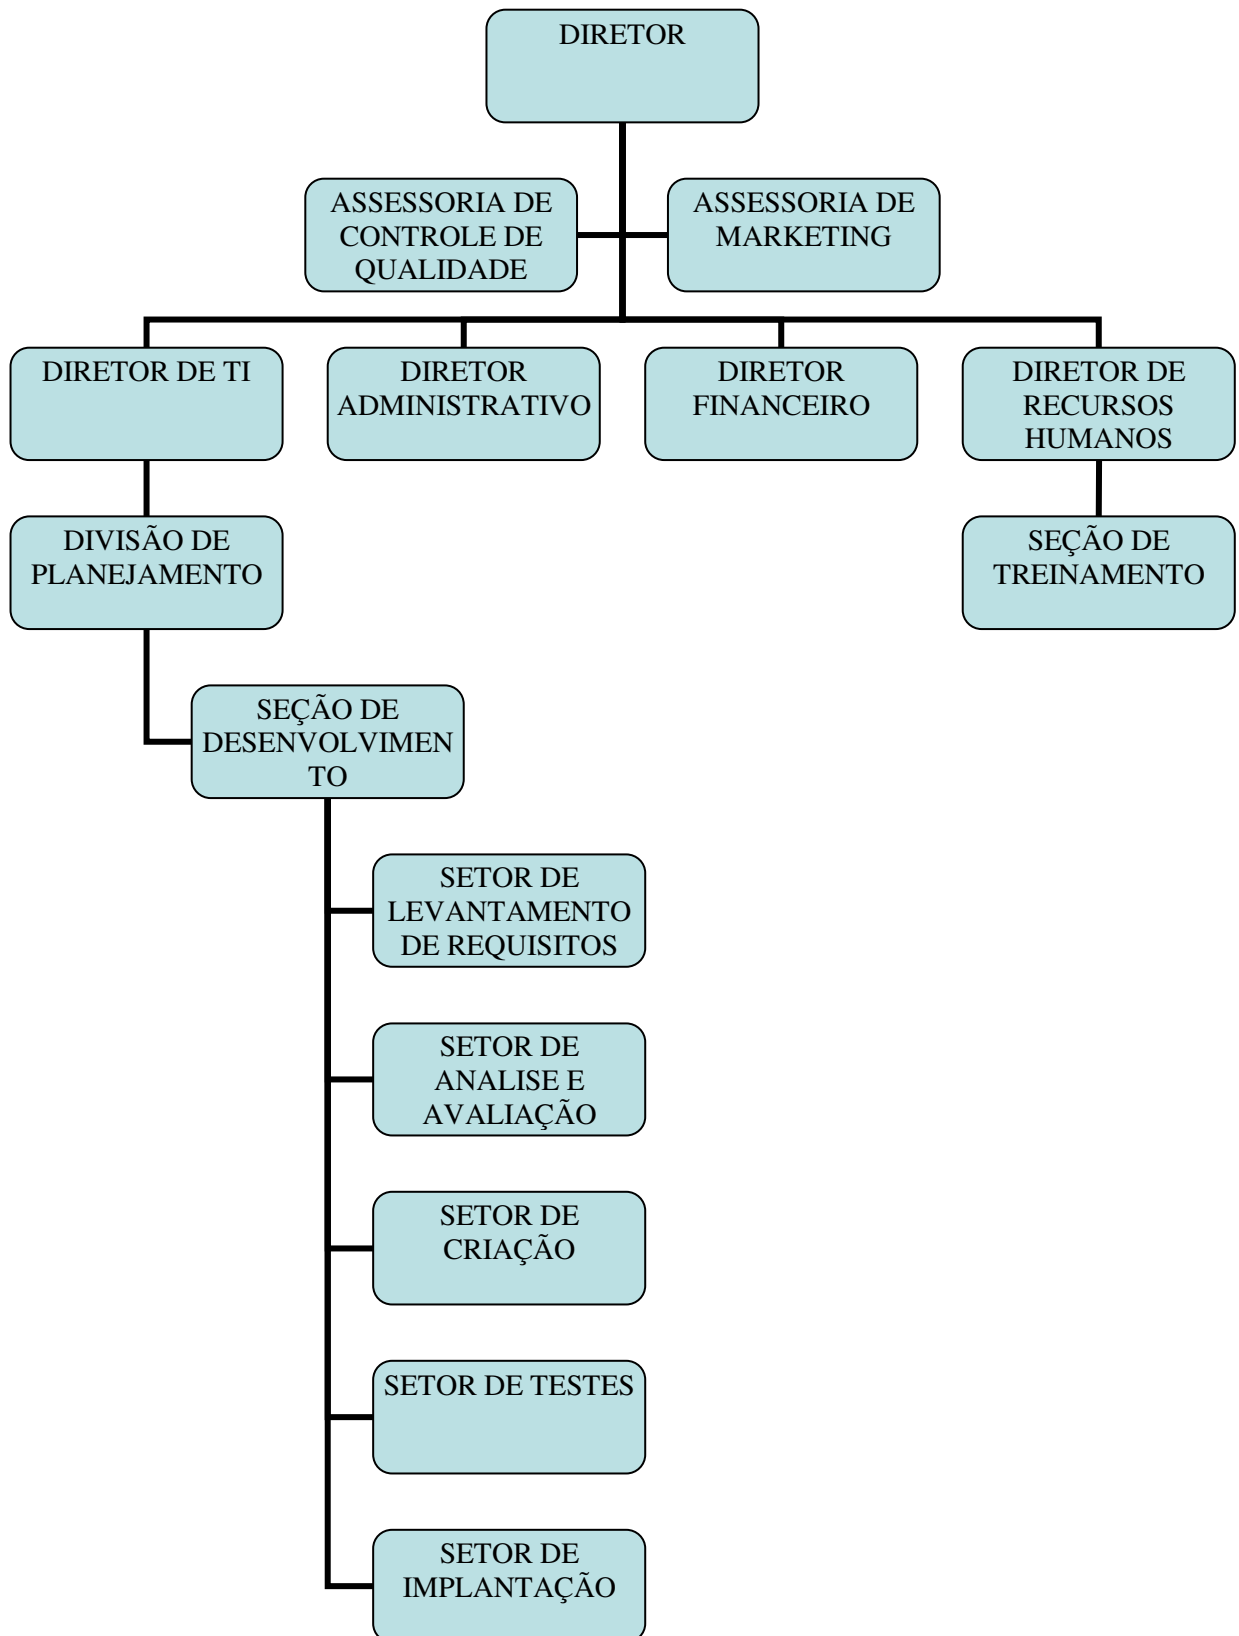 DIRETOR
ASSESSORIA DE
CONTROLE DE
QUALIDADE
ASSESSORIA DE
MARKETING
DIRETOR DE TI
DIRETOR
ADMINISTRATIVO
DIRETOR
FINANCEIRO
DIRETOR DE
RECURSOS
HUMANOS
DIVISÃO DE
PLANEJAMENTO
SEÇÃO DE
TREINAMENTO
SEÇÃO DE
DESENVOLVIMEN
TO
SETOR DE
LEVANTAMENTO
DE REQUISITOS
SETOR DE
ANALISE E
AVALIAÇÃO
SETOR DE
CRIAÇÃO
SETOR DE TESTES
SETOR DE
IMPLANTAÇÃO